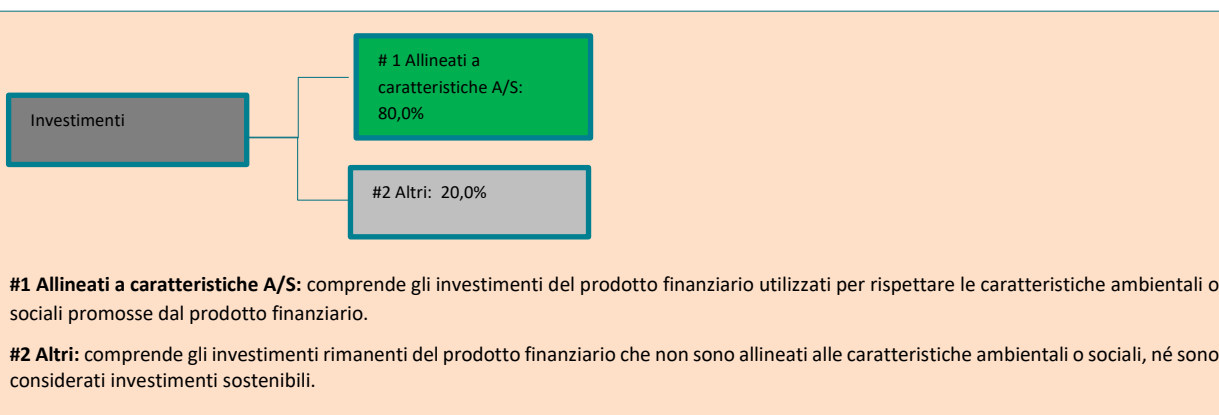 # 1 Allineati a
caratteristiche A/S:
80,0%
Investimenti
#2 Altri: 20,0%
#1 Allineati a caratteristiche A/S: comprende gli investimenti del prodotto finanziario utilizzati per rispettare le caratteristiche ambientali o
sociali promosse dal prodotto finanziario.
#2 Altri: comprende gli investimenti rimanenti del prodotto finanziario che non sono allineati alle caratteristiche ambientali o sociali, né sono
considerati investimenti sostenibili.